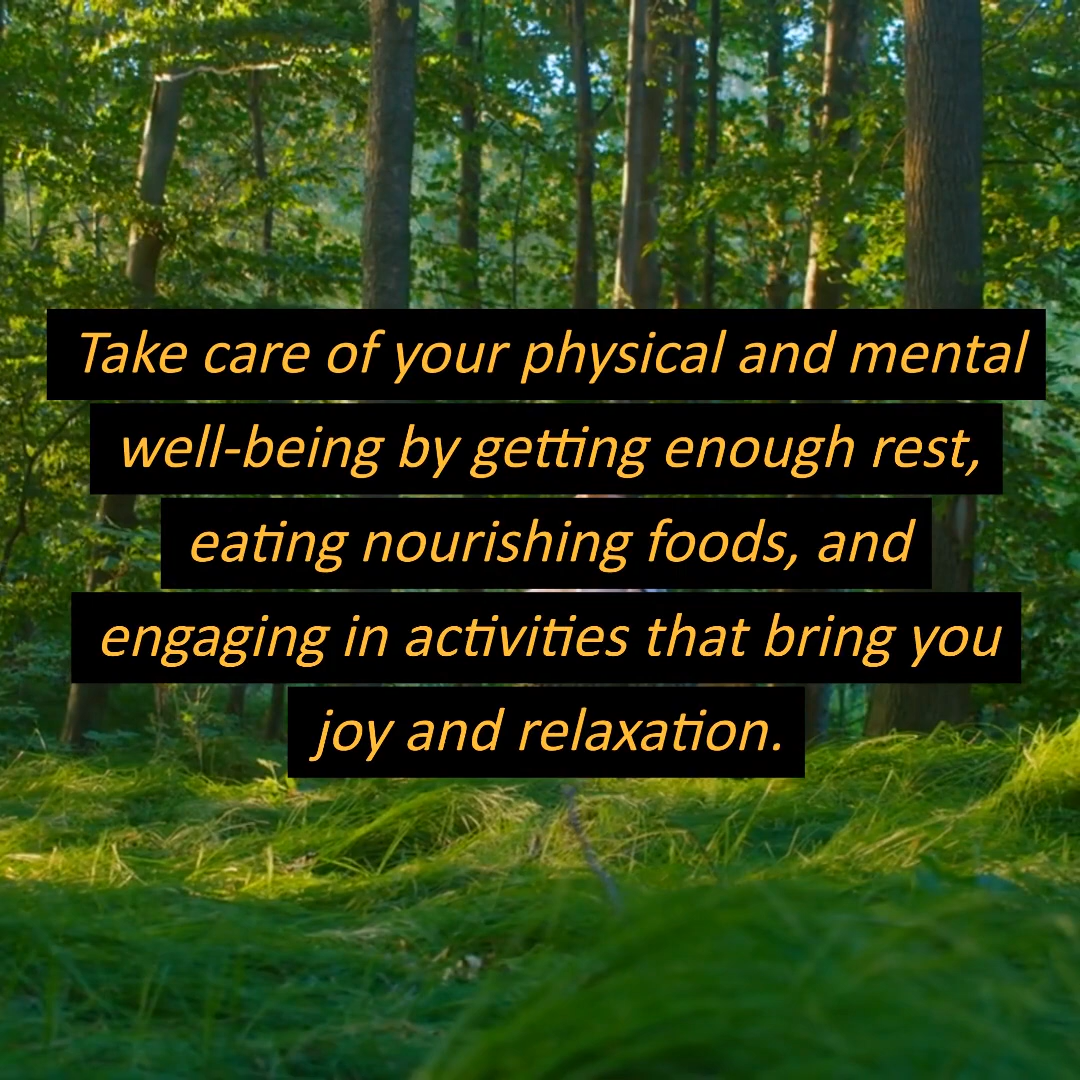 Take care of your physical and mental
well-being by getting enough rest,
eating nourishing foods, and
engaging in activities that bring you
joy and relaxation.